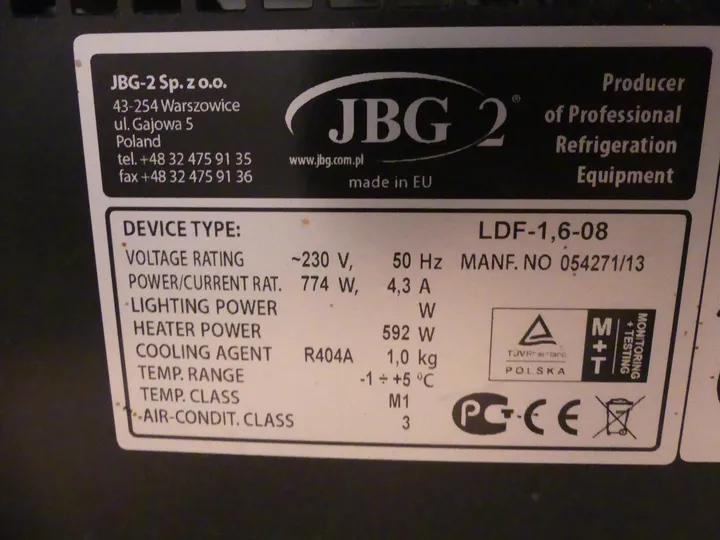 JBG-2 Sp. z o.o.
43-254 Warszowice
ul. Gajowa 5
Poland
tel. +48 32 475 91 35
fax +48 32 475 91 36
JBG 2®
www.jbg.com.pl
made in EU
Producer
of Professional
Refrigeration
Equipment
DEVICE TYPE: LDF-1,6-08
VOLTAGE RATING ~230 V, 50 Hz MANF. NO 054271/13
POWER/CURRENT RAT. 774 W, 4,3 A
LIGHTING POWER W
HEATER POWER 592 W
COOLING AGENT R404A 1,0 kg
TEMP. RANGE -1 ÷ +5 °C
TEMP. CLASS M1
AIR-CONDIT. CLASS 3
TÜV
POLSKA
M+T
MONITORING
+ TESTING
CE